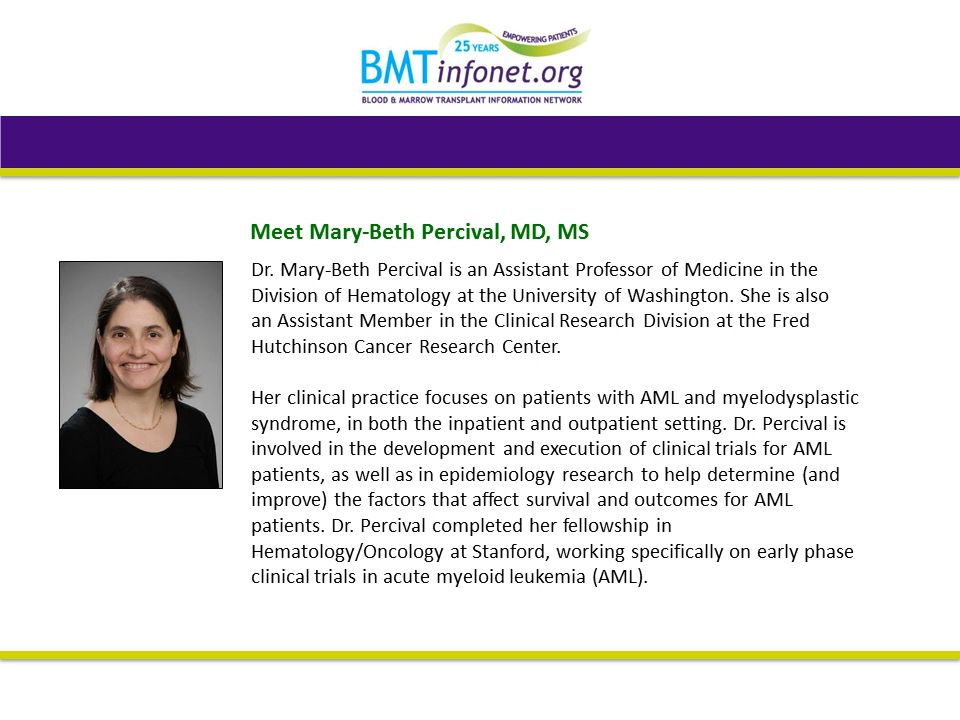 25 YEARS EMPOWERING PATIENTS
BMTinfonet.org
BLOOD & MARROW TRANSPLANT INFORMATION NETWORK
Meet Mary-Beth Percival, MD, MS
Dr. Mary-Beth Percival is an Assistant Professor of Medicine in the
Division of Hematology at the University of Washington. She is also
an Assistant Member in the Clinical Research Division at the Fred
Hutchinson Cancer Research Center.
Her clinical practice focuses on patients with AML and myelodysplastic
syndrome, in both the inpatient and outpatient setting. Dr. Percival is
involved in the development and execution of clinical trials for AML
patients, as well as in epidemiology research to help determine (and
improve) the factors that affect survival and outcomes for AML
patients. Dr. Percival completed her fellowship in
Hematology/Oncology at Stanford, working specifically on early phase
clinical trials in acute myeloid leukemia (AML).